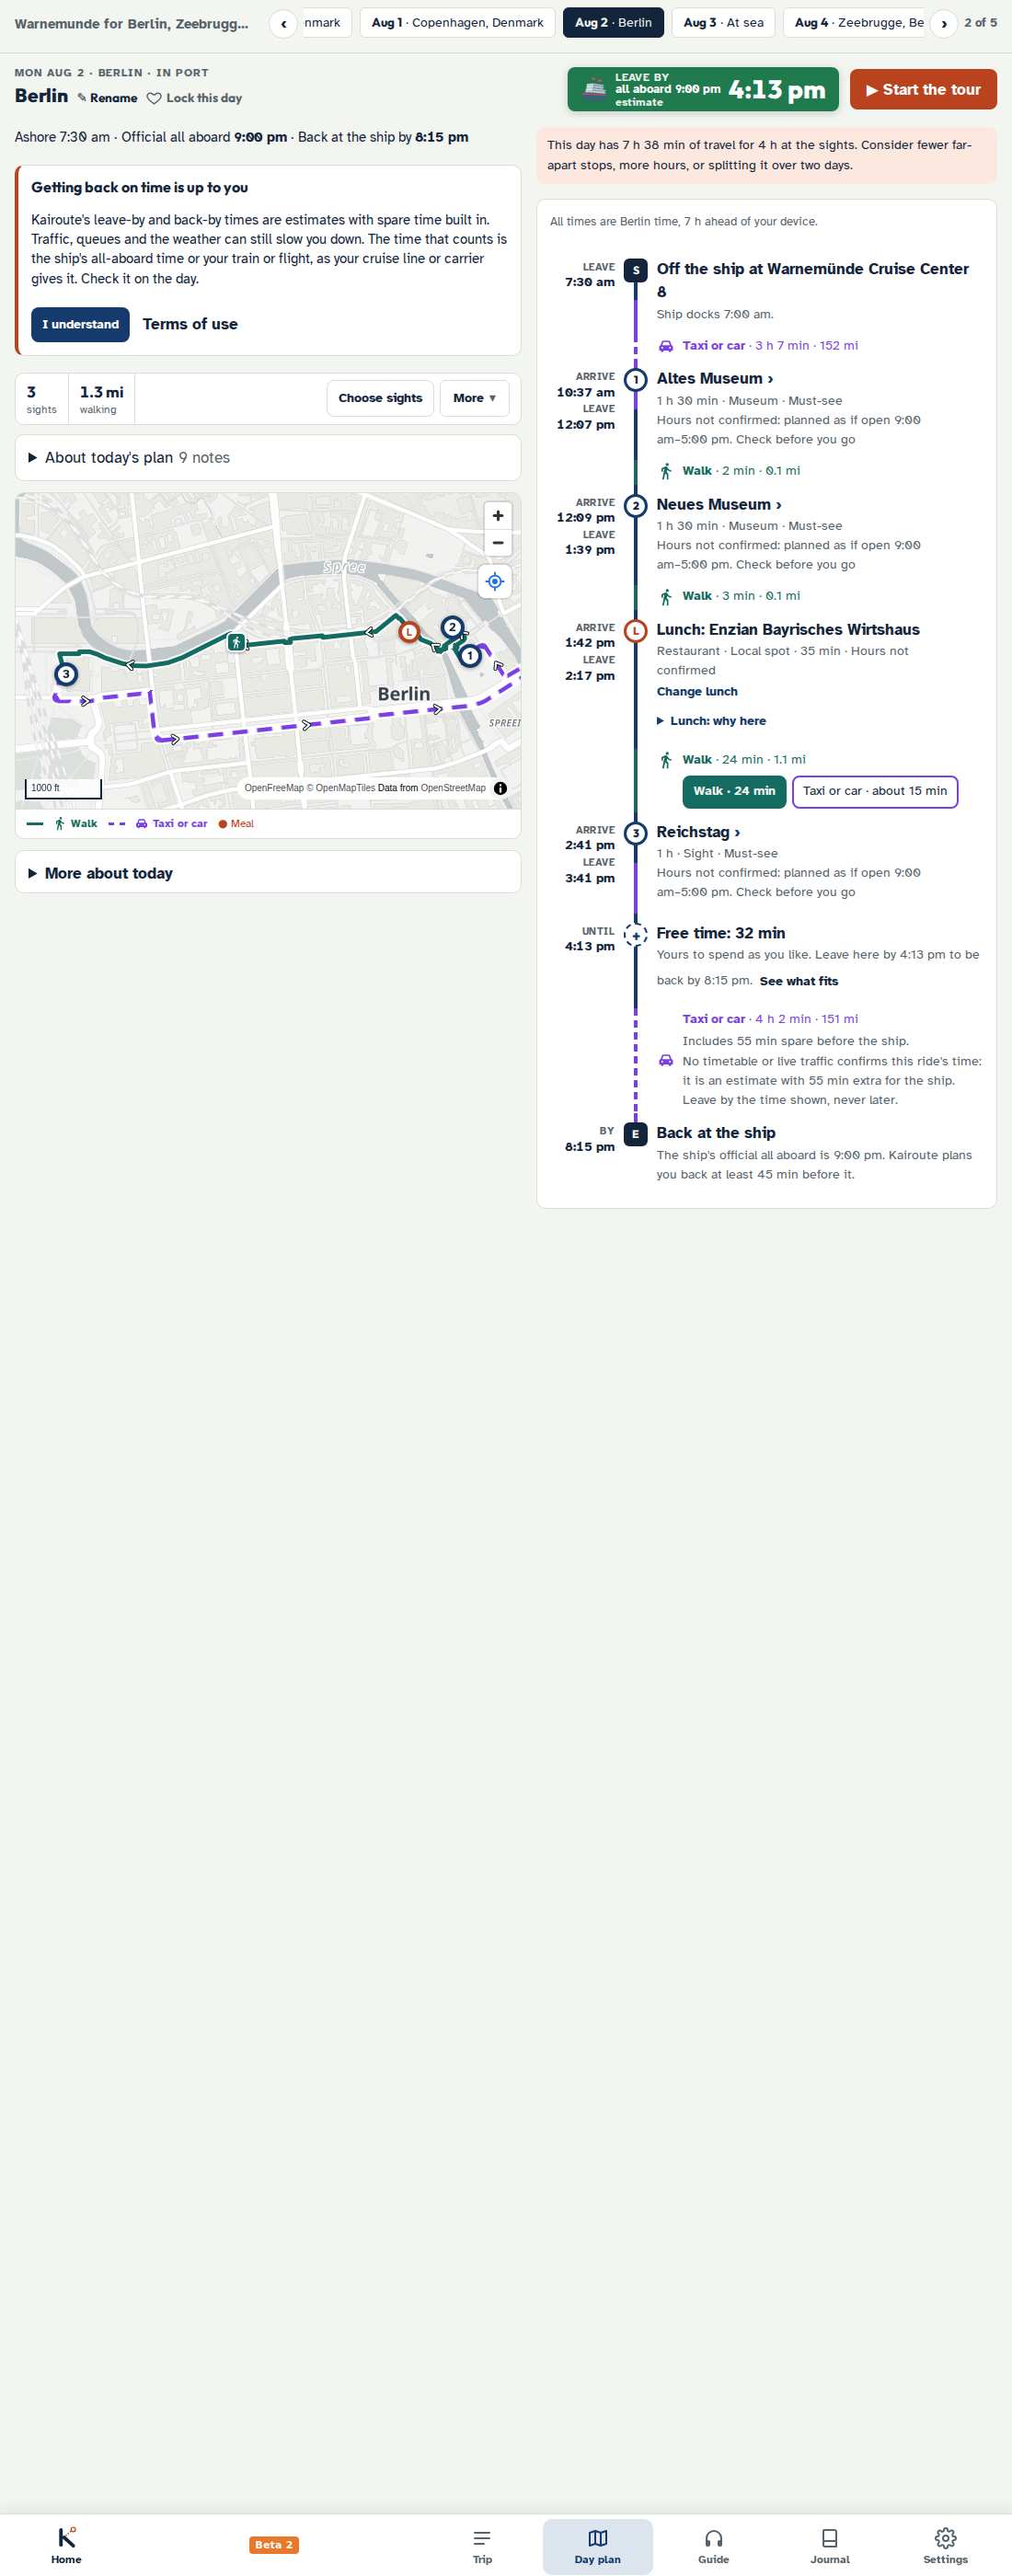 Warnemunde for Berlin, Zeebrugg...
‹
nmark
Aug 1 · Copenhagen, Denmark
Aug 2 · Berlin
Aug 3 · At sea
Aug 4 · Zeebrugge, Be
›
2 of 5
MON AUG 2 · BERLIN · IN PORT
Berlin ✎ Rename Lock this day
LEAVE BY
all aboard 9:00 pm
estimate
4:13 pm
▶ Start the tour
Ashore 7:30 am · Official all aboard 9:00 pm · Back at the ship by 8:15 pm
Getting back on time is up to you
Kairoute's leave-by and back-by times are estimates with spare time built in.
Traffic, queues and the weather can still slow you down. The time that counts is
the ship's all-aboard time or your train or flight, as your cruise line or carrier
gives it. Check it on the day.
I understand
Terms of use
3
sights
1.3 mi
walking
Choose sights
More ▼
▶ About today's plan 9 notes
Spree
+
−
L
2
1
3
Berlin
SPREEI
1000 ft
OpenFreeMap © OpenMapTiles Data from OpenStreetMap
Walk
Taxi or car
Meal
▶ More about today
This day has 7 h 38 min of travel for 4 h at the sights. Consider fewer far-
apart stops, more hours, or splitting it over two days.
All times are Berlin time, 7 h ahead of your device.
LEAVE
7:30 am
S
Off the ship at Warnemünde Cruise Center
8
Ship docks 7:00 am.
Taxi or car · 3 h 7 min · 152 mi
ARRIVE
10:37 am
LEAVE
12:07 pm
1
Altes Museum ›
1 h 30 min · Museum · Must-see
Hours not confirmed: planned as if open 9:00
am–5:00 pm. Check before you go
Walk · 2 min · 0.1 mi
ARRIVE
12:09 pm
LEAVE
1:39 pm
2
Neues Museum ›
1 h 30 min · Museum · Must-see
Hours not confirmed: planned as if open 9:00
am–5:00 pm. Check before you go
Walk · 3 min · 0.1 mi
ARRIVE
1:42 pm
LEAVE
2:17 pm
L
Lunch: Enzian Bayrisches Wirtshaus
Restaurant · Local spot · 35 min · Hours not
confirmed
Change lunch
▶ Lunch: why here
Walk · 24 min · 1.1 mi
Walk · 24 min
Taxi or car · about 15 min
ARRIVE
2:41 pm
LEAVE
3:41 pm
3
Reichstag ›
1 h · Sight · Must-see
Hours not confirmed: planned as if open 9:00
am–5:00 pm. Check before you go
UNTIL
4:13 pm
+
Free time: 32 min
Yours to spend as you like. Leave here by 4:13 pm to be
back by 8:15 pm. See what fits
Taxi or car · 4 h 2 min · 151 mi
Includes 55 min spare before the ship.
No timetable or live traffic confirms this ride's time:
it is an estimate with 55 min extra for the ship.
Leave by the time shown, never later.
BY
8:15 pm
E
Back at the ship
The ship's official all aboard is 9:00 pm. Kairoute plans
you back at least 45 min before it.
Home
Beta 2
Trip
Day plan
Guide
Journal
Settings